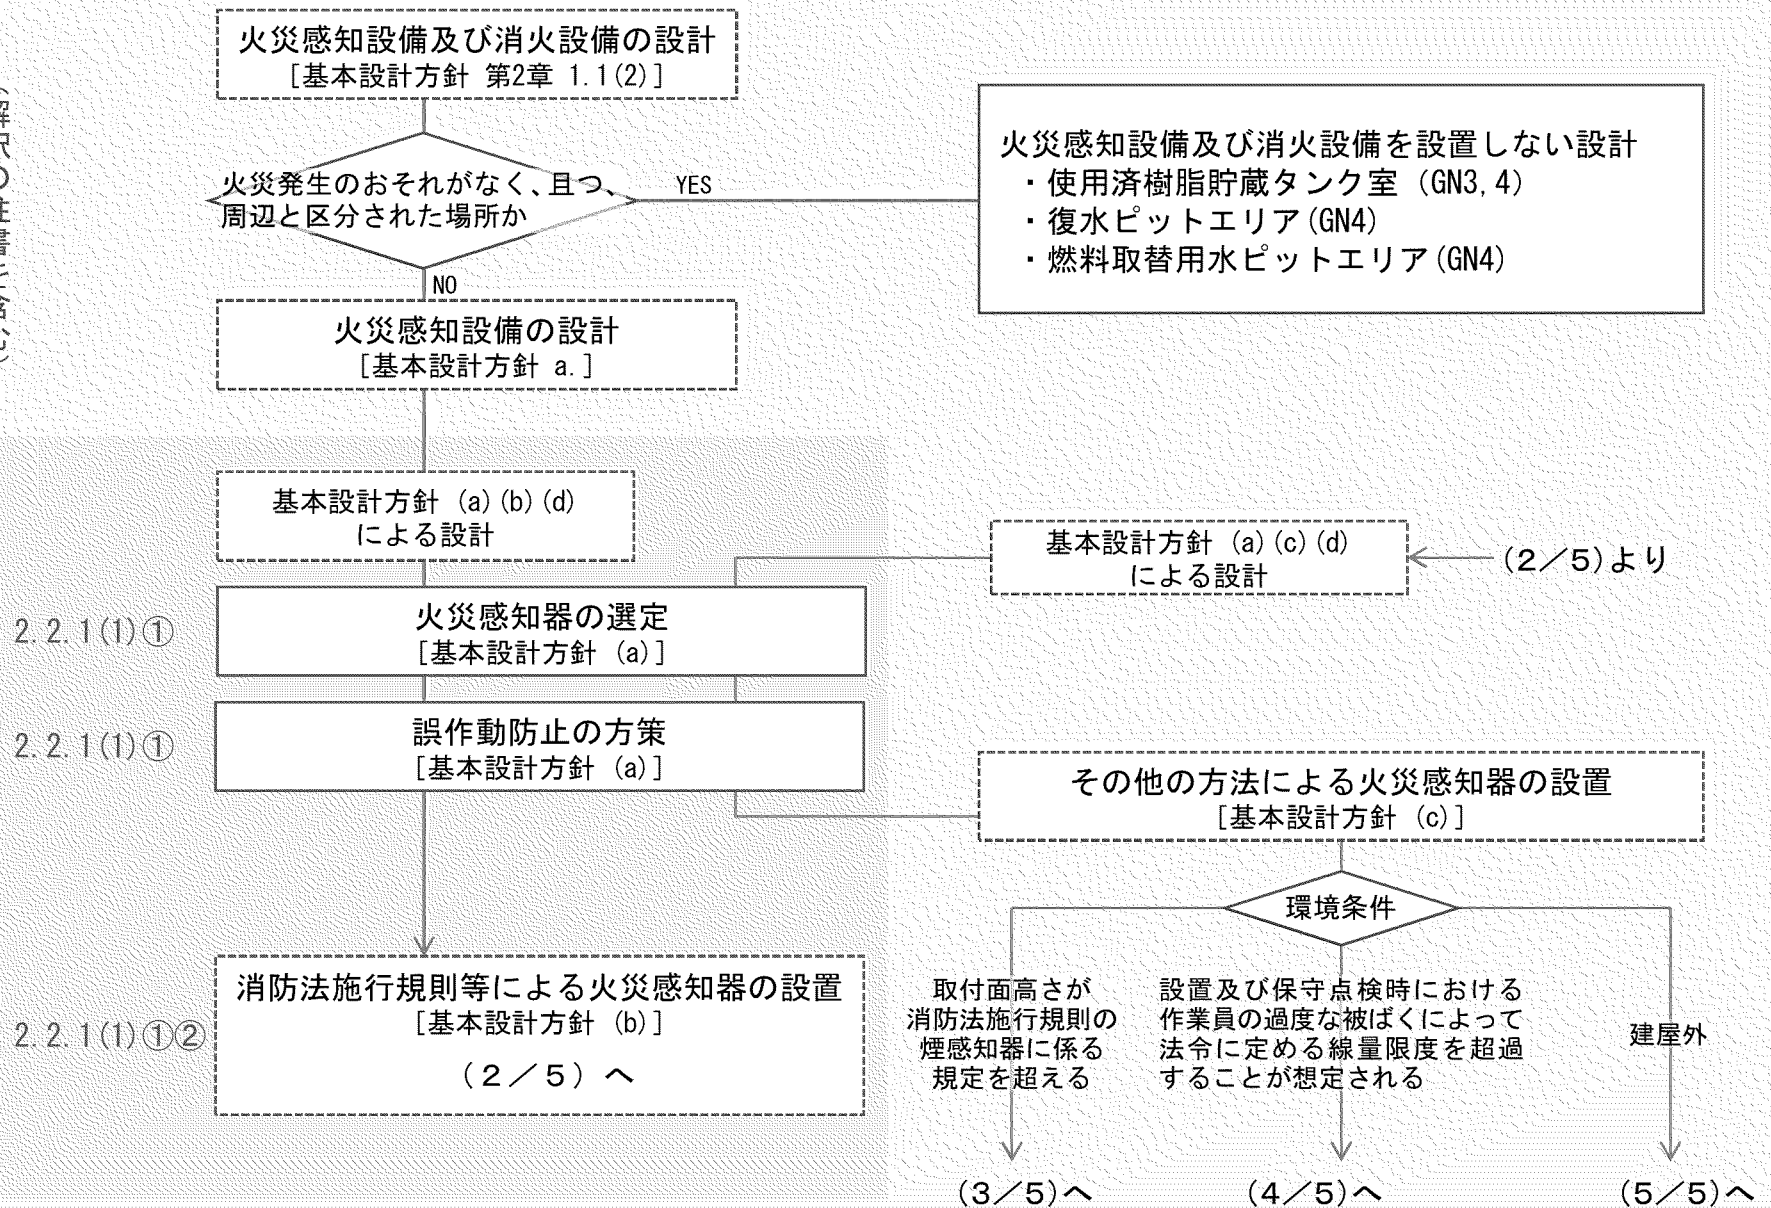 火災感知設備及び消火設備の設計
[基本設計方針 第2章 1.1(2)]
火災発生のおそれがなく、且つ、
周辺と区分された場所か
YES
NO
火災感知設備及び消火設備を設置しない設計
・使用済樹脂貯蔵タンク室 (GN3,4)
・復水ピットエリア(GN4)
・燃料取替用水ピットエリア(GN4)
火災感知設備の設計
[基本設計方針 a.]
基本設計方針 (a)(b)(d)
による設計
基本設計方針 (a)(c)(d)
による設計
(2/5)より
2.2.1(1)①
火災感知器の選定
[基本設計方針 (a)]
2.2.1(1)①
誤作動防止の方策
[基本設計方針 (a)]
その他の方法による火災感知器の設置
[基本設計方針 (c)]
環境条件
2.2.1(1)①②
消防法施行規則等による火災感知器の設置
[基本設計方針 (b)]
(2/5) へ
取付面高さが
消防法施行規則の
煙感知器に係る
規定を超える
設置及び保守点検時における
作業員の過度な被ばくによって
法令に定める線量限度を超過
することが想定される
建屋外
(3/5)へ
(4/5)へ
(5/5)へ